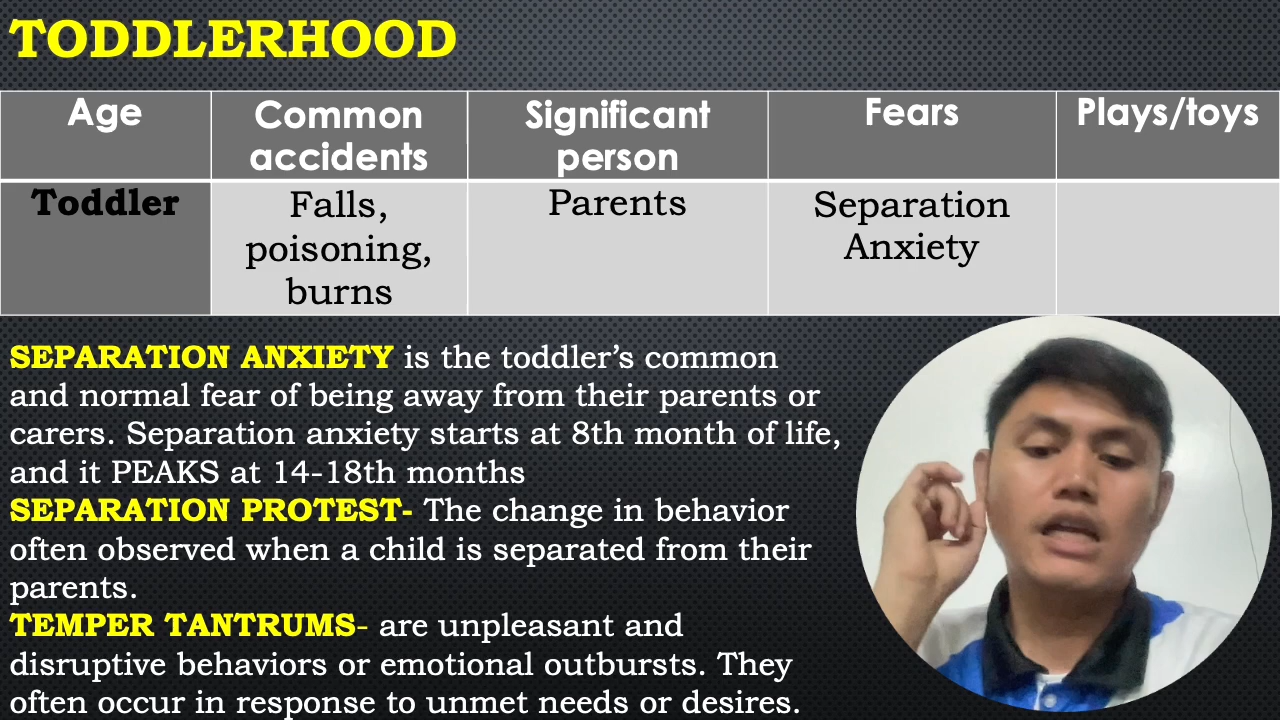 TODDLERHOOD
Age
Common
accidents
Significant
person
Fears
Plays/toys
Toddler
Falls,
poisoning,
burns
Parents
Separation
Anxiety
SEPARATION ANXIETY is the toddler’s common
and normal fear of being away from their parents or
carers. Separation anxiety starts at 8th month of life,
and it PEAKS at 14-18th months
SEPARATION PROTEST- The change in behavior
often observed when a child is separated from their
parents.
TEMPER TANTRUMS- are unpleasant and
disruptive behaviors or emotional outbursts. They
often occur in response to unmet needs or desires.